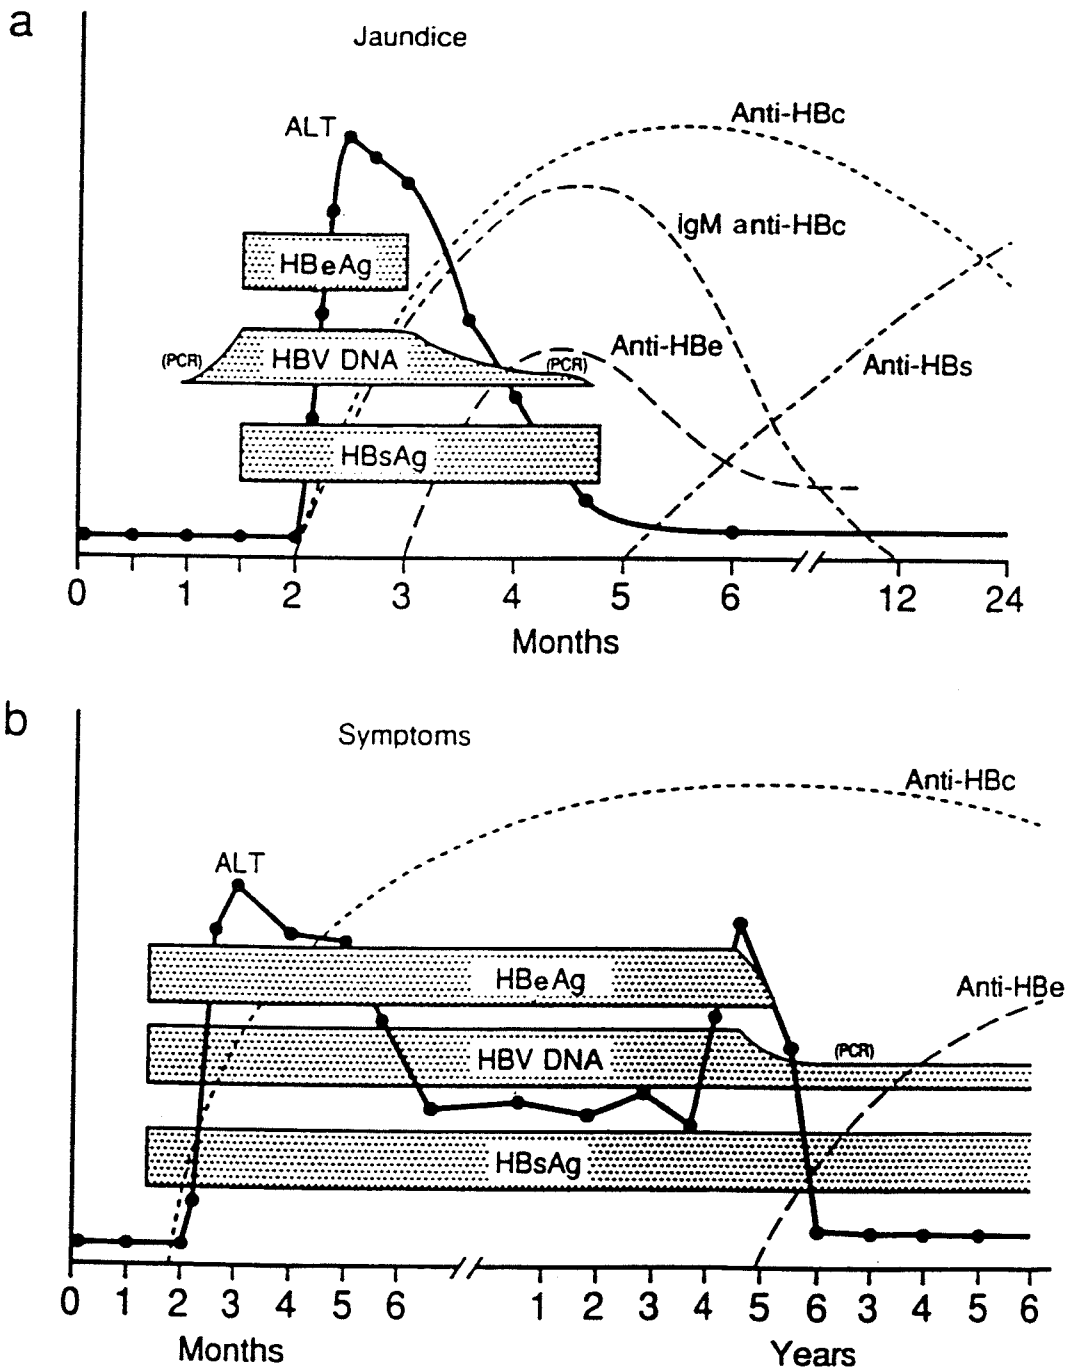 a
Jaundice
Anti-HBc
ALT
IgM anti-HBc
HBeAg
Anti-HBe
(PCR) HBV DNA (PCR)
Anti-HBs
HBsAg
0 1 2 3 4 5 6 12 24
Months
b
Symptoms
Anti-HBc
ALT
HBeAg
Anti-HBe
HBV DNA (PCR)
HBsAg
0 1 2 3 4 5 6 1 2 3 4 5 6 3 4 5 6
Months Years